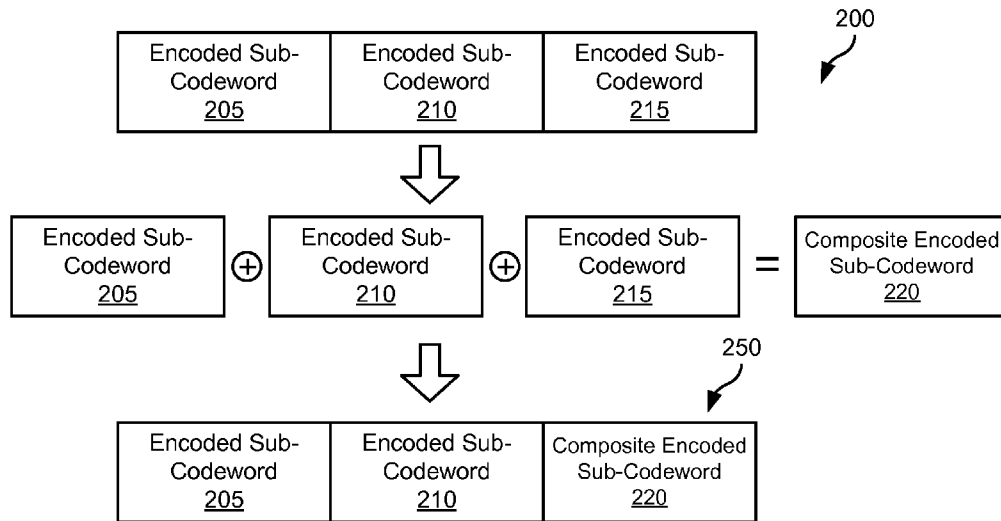 200
Encoded Sub-Codeword 205
Encoded Sub-Codeword 210
Encoded Sub-Codeword 215
Encoded Sub-Codeword 205 ⊕ Encoded Sub-Codeword 210 ⊕ Encoded Sub-Codeword 215 = Composite Encoded Sub-Codeword 220
250
Encoded Sub-Codeword 205
Encoded Sub-Codeword 210
Composite Encoded Sub-Codeword 220